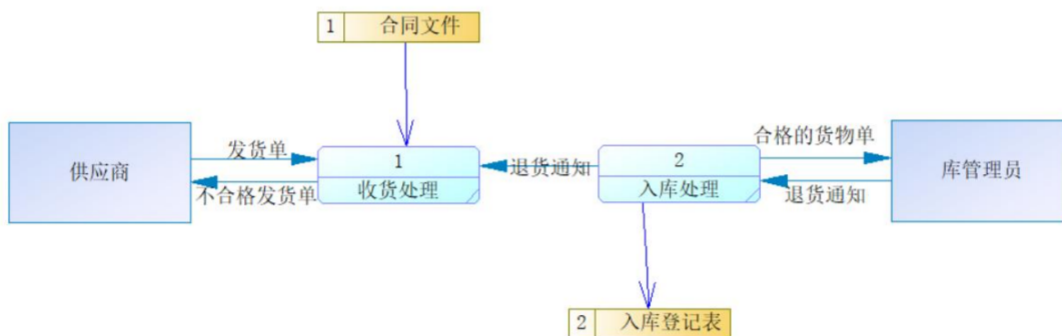 1 合同文件
供应商
发货单
不合格发货单
1
收货处理
退货通知
2
入库处理
合格的货物单
退货通知
库管理员
2 入库登记表